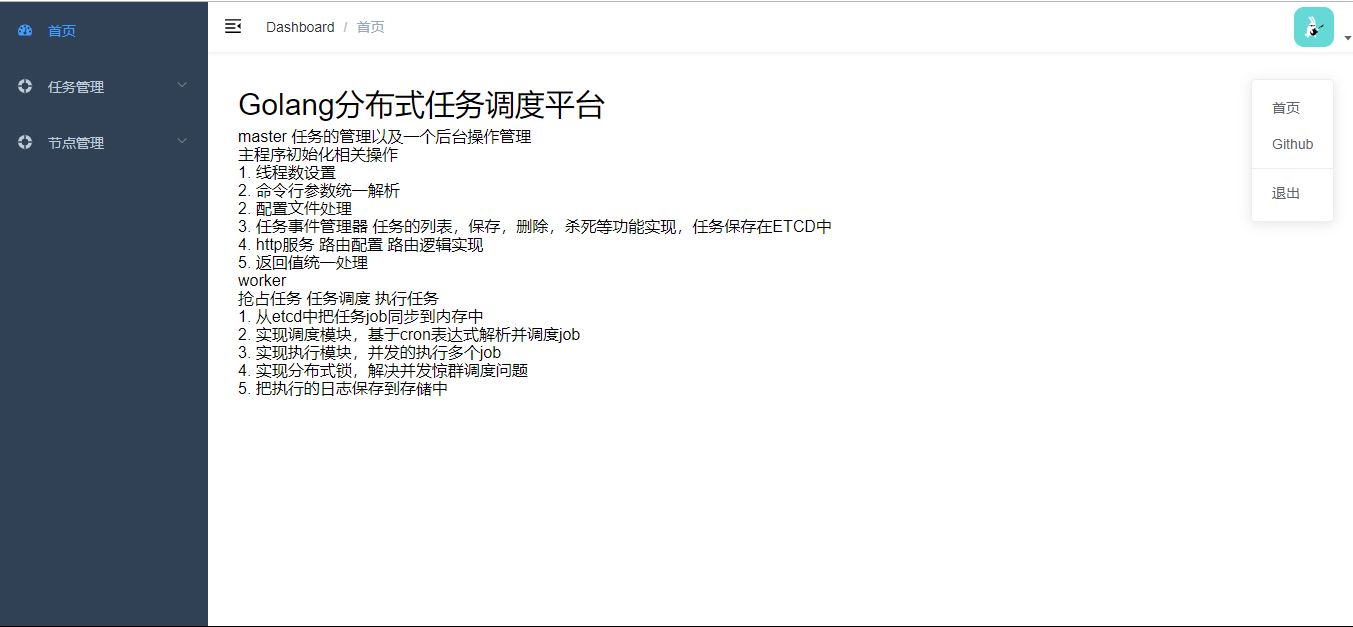 首页
任务管理
节点管理
Dashboard / 首页
Golang分布式任务调度平台
master 任务的管理以及一个后台操作管理
主程序初始化相关操作
1. 线程数设置
2. 命令行参数统一解析
2. 配置文件处理
3. 任务事件管理器 任务的列表，保存，删除，杀死等功能实现，任务保存在ETCD中
4. http服务 路由配置 路由逻辑实现
5. 返回值统一处理
worker
抢占任务 任务调度 执行任务
1. 从etcd中把任务job同步到内存中
2. 实现调度模块，基于cron表达式解析并调度job
3. 实现执行模块，并发的执行多个job
4. 实现分布式锁，解决并发惊群调度问题
5. 把执行的日志保存到存储中
首页
Github
退出